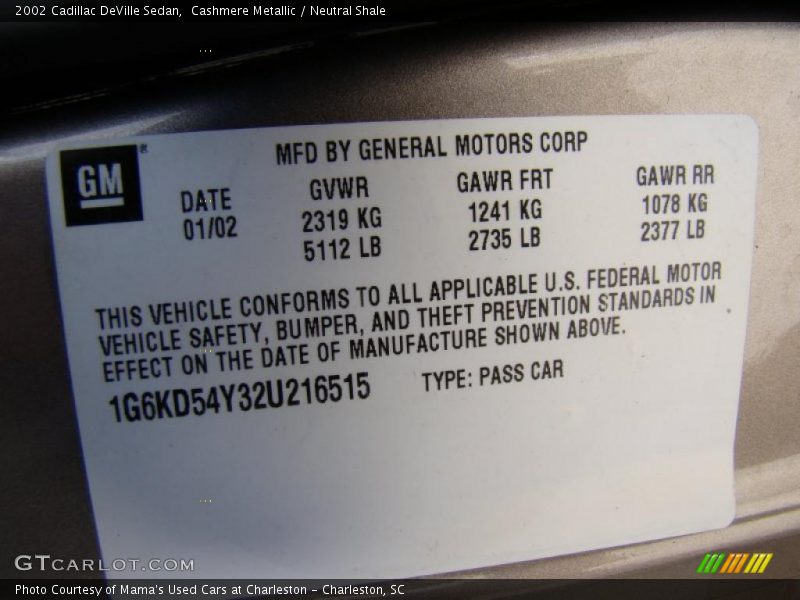 2002 Cadillac DeVille Sedan,  Cashmere Metallic / Neutral Shale
MFD BY GENERAL MOTORS CORP
GM®
DATE GVWR GAWR FRT GAWR RR
01/02 2319 KG 1241 KG 1078 KG
5112 LB 2735 LB 2377 LB
THIS VEHICLE CONFORMS TO ALL APPLICABLE U.S. FEDERAL MOTOR
VEHICLE SAFETY, BUMPER, AND THEFT PREVENTION STANDARDS IN
EFFECT ON THE DATE OF MANUFACTURE SHOWN ABOVE.
1G6KD54Y32U216515 TYPE: PASS CAR
GTCARLOT.COM
Photo Courtesy of Mama's Used Cars at Charleston - Charleston, SC